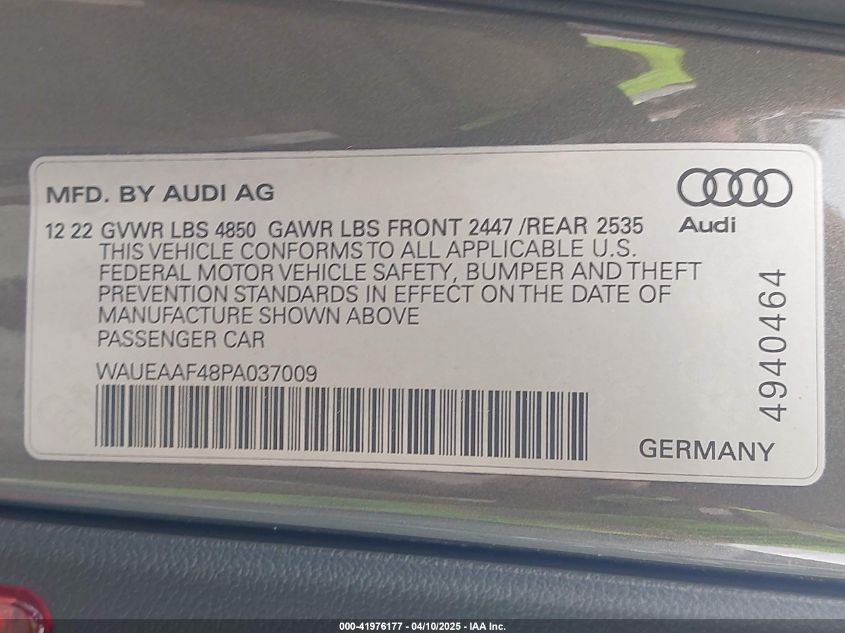 MFD. BY AUDI AG
12 22 GVWR LBS 4850 GAWR LBS FRONT 2447 /REAR 2535
THIS VEHICLE CONFORMS TO ALL APPLICABLE U.S.
FEDERAL MOTOR VEHICLE SAFETY, BUMPER AND THEFT
PREVENTION STANDARDS IN EFFECT ON THE DATE OF
MANUFACTURE SHOWN ABOVE
PASSENGER CAR
WAUEAAF48PA037009
Audi
4940464
GERMANY
000-41976177 - 04/10/2025 - IAA Inc.